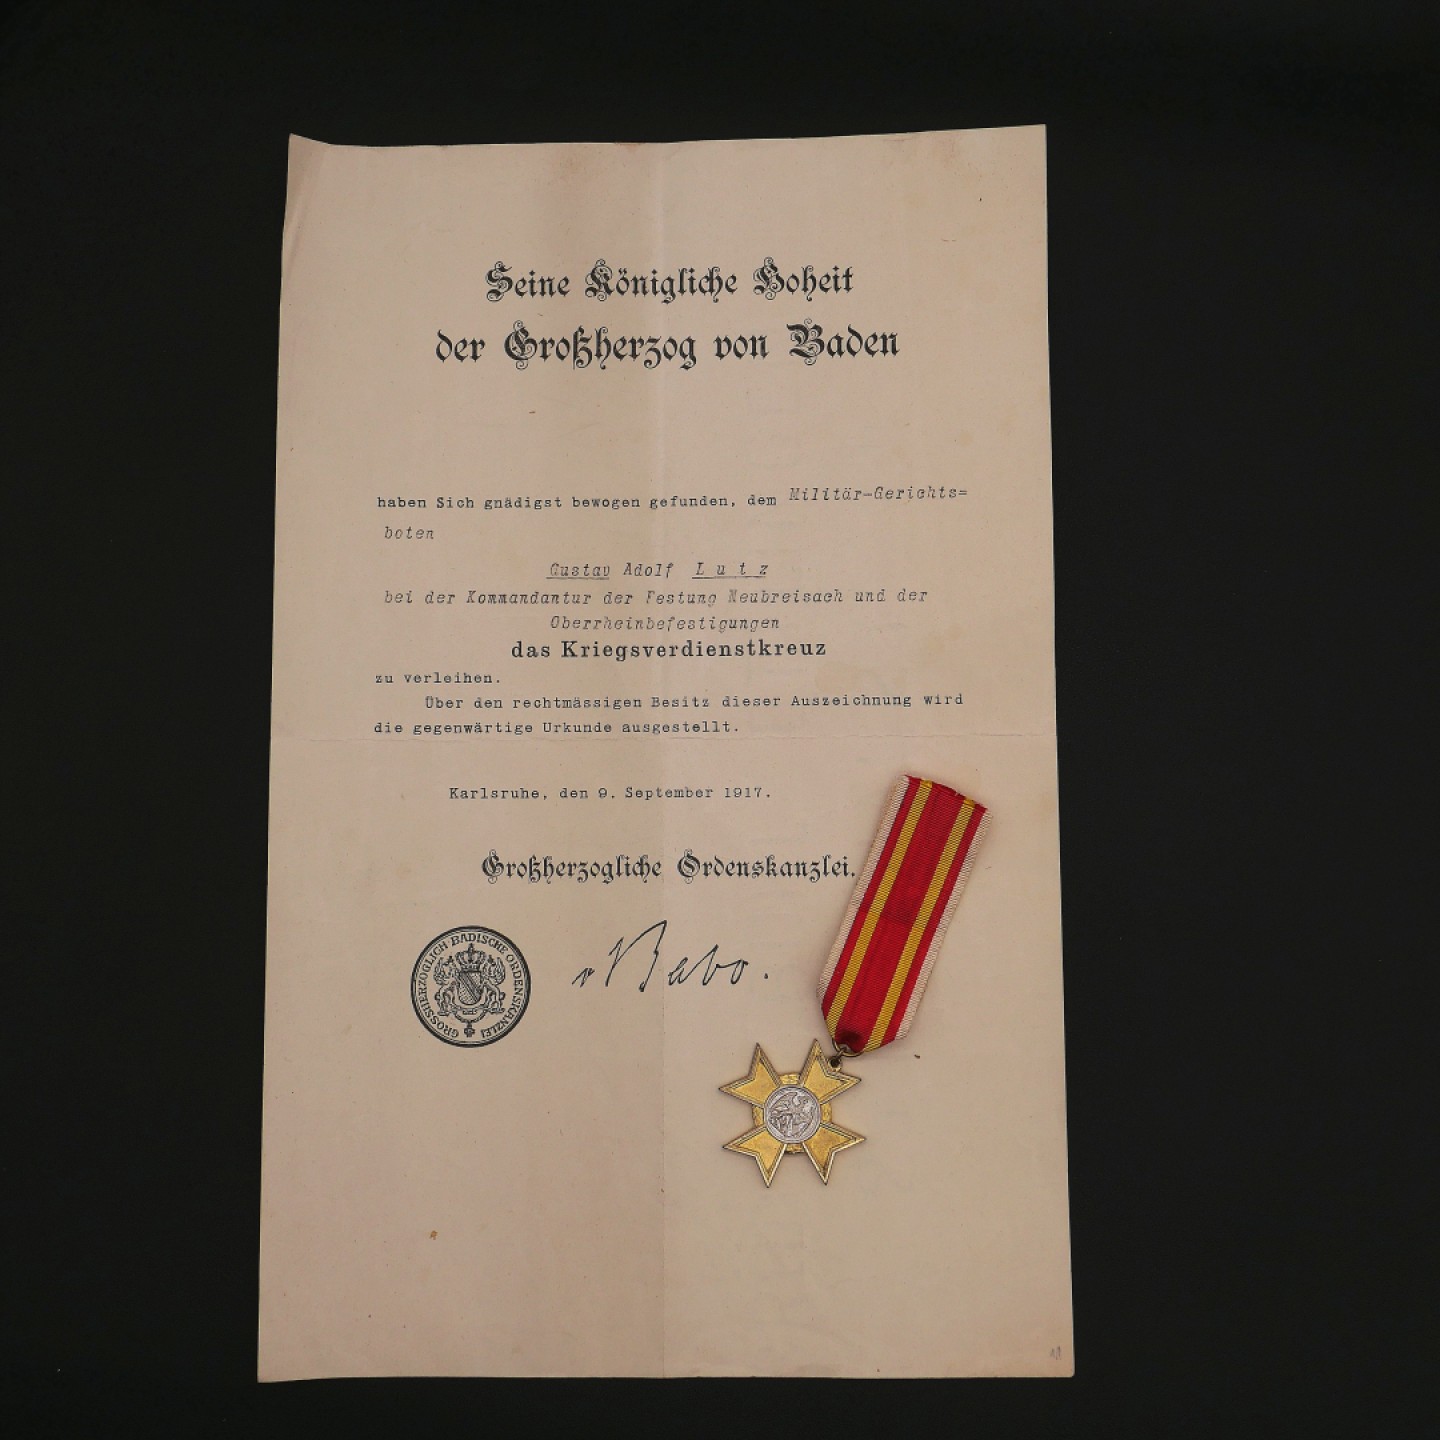 Seine Königliche Hoheit
der Großherzog von Baden
haben Sich gnädigst bewogen gefunden, dem Militär-Gerichts=
boten
Gustav Adolf Lutz
bei der Kommandantur der Festung Neubreisach und der
Oberrheinbefestigungen
das Kriegsverdienstkreuz
zu verleihen.
Über den rechtmässigen Besitz dieser Auszeichnung wird
die gegenwärtige Urkunde ausgestellt.
Karlsruhe, den 9. September 1917.
Großherzogliche Ordenskanzlei.
GROSSHERZOGLICH BADISCHE ORDENSKANZLEI
v Babo.